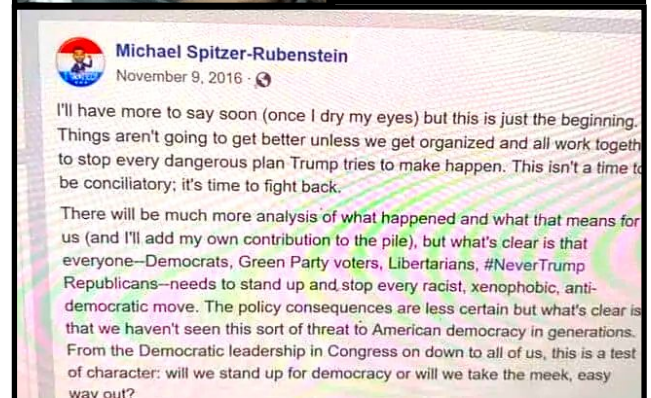 Michael Spitzer-Rubenstein
November 9, 2016 ·
I'll have more to say soon (once I dry my eyes) but this is just the beginning.
Things aren't going to get better unless we get organized and all work togeth
to stop every dangerous plan Trump tries to make happen. This isn't a time to
be conciliatory; it's time to fight back.
There will be much more analysis of what happened and what that means for
us (and I'll add my own contribution to the pile), but what's clear is that
everyone--Democrats, Green Party voters, Libertarians, #NeverTrump
Republicans--needs to stand up and stop every racist, xenophobic, anti-
democratic move. The policy consequences are less certain but what's clear is
that we haven't seen this sort of threat to American democracy in generations.
From the Democratic leadership in Congress on down to all of us, this is a test
of character: will we stand up for democracy or will we take the meek, easy
way out?